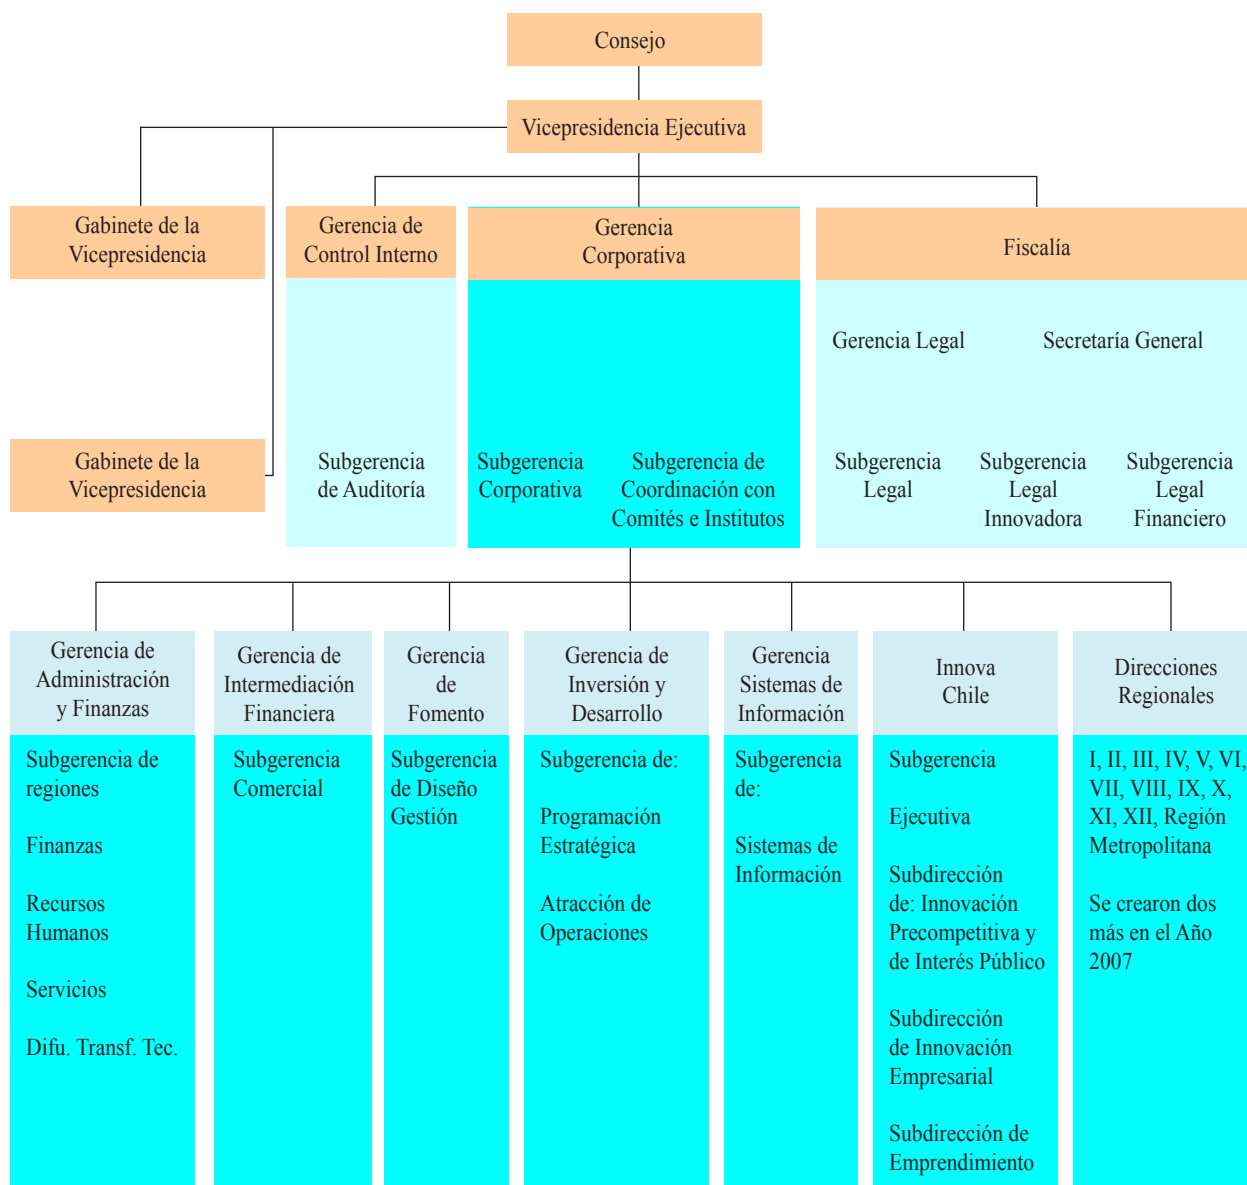 Consejo
Vicepresidencia Ejecutiva
Gabinete de la
Vicepresidencia
Gerencia de
Control Interno
Gerencia
Corporativa
Fiscalía
Gerencia Legal
Secretaría General
Gabinete de la
Vicepresidencia
Subgerencia
de Auditoría
Subgerencia
Corporativa
Subgerencia de
Coordinación con
Comités e Institutos
Subgerencia
Legal
Subgerencia
Legal
Innovadora
Subgerencia
Legal
Financiero
Gerencia de
Administración
y Finanzas
Subgerencia de
regiones
Finanzas
Recursos
Humanos
Servicios
Difu. Transf. Tec.
Gerencia de
Intermediación
Financiera
Subgerencia
Comercial
Gerencia
de
Fomento
Subgerencia
de Diseño
Gestión
Gerencia de
Inversión y
Desarrollo
Subgerencia de:
Programación
Estratégica
Atracción de
Operaciones
Gerencia
Sistemas de
Información
Subgerencia
de:
Sistemas de
Información
Innova
Chile
Subgerencia
Ejecutiva
Subdirección
de: Innovación
Precompetitiva y
de Interés Público
Subdirección
de Innovación
Empresarial
Subdirección de
Emprendimiento
Direcciones
Regionales
I, II, III, IV, V, VI,
VII, VIII, IX, X,
XI, XII, Región
Metropolitana
Se crearon dos
más en el Año
2007